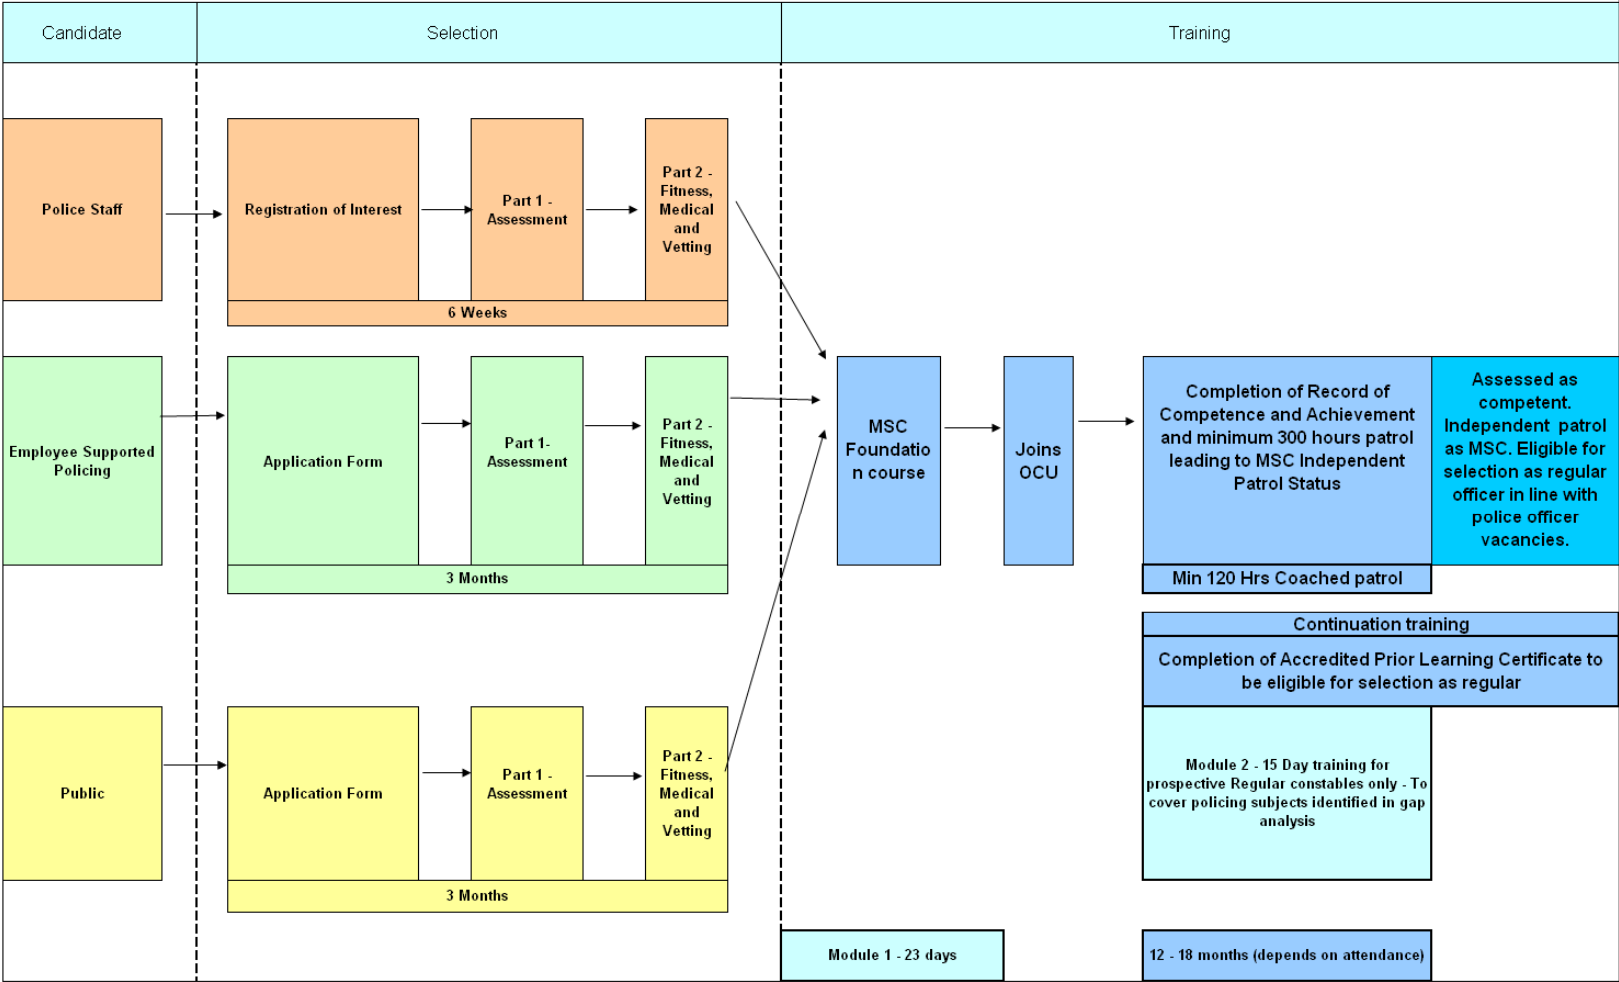 Candidate
Selection
Training
Police Staff
Registration of Interest
Part 1 -
Assessment
Part 2 -
Fitness,
Medical
and
Vetting
6 Weeks
Employee Supported
Policing
Application Form
Part 1-
Assessment
Part 2 -
Fitness,
Medical
and
Vetting
3 Months
MSC
Foundatio
n course
Joins
OCU
Completion of Record of
Competence and Achievement
and minimum 300 hours patrol
leading to MSC Independent
Patrol Status
Min 120 Hrs Coached patrol
Assessed as
competent.
Independent patrol
as MSC. Eligible for
selection as regular
officer in line with
police officer
vacancies.
Continuation training
Completion of Accredited Prior Learning Certificate to
be eligible for selection as regular
Public
Application Form
Part 1 -
Assessment
Part 2 -
Fitness,
Medical
and
Vetting
3 Months
Module 2 - 15 Day training for
prospective Regular constables only - To
cover policing subjects identified in gap
analysis
Module 1 - 23 days
12 - 18 months (depends on attendance)